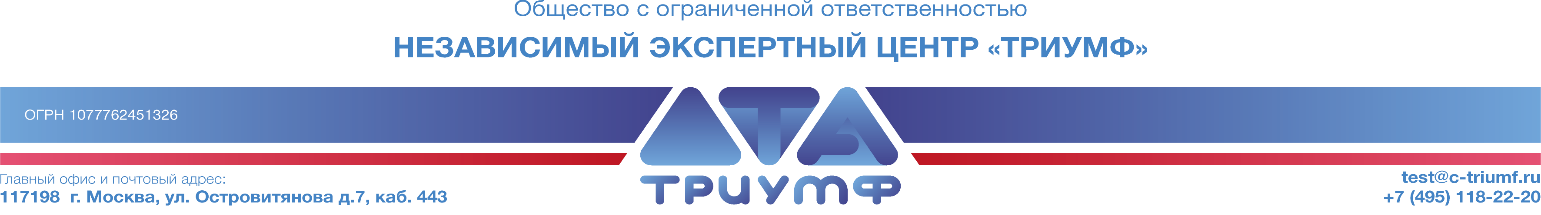 Общество с ограниченной ответственностью
НЕЗАВИСИМЫЙ ЭКСПЕРТНЫЙ ЦЕНТР «ТРИУМФ»
ОГРН 1077762451326
ДТА
ТРИУМФ
Главный офис и почтовый адрес:
117198 г. Москва, ул. Островитянова д.7, каб. 443
test@c-triumf.ru
+7 (495) 118-22-20